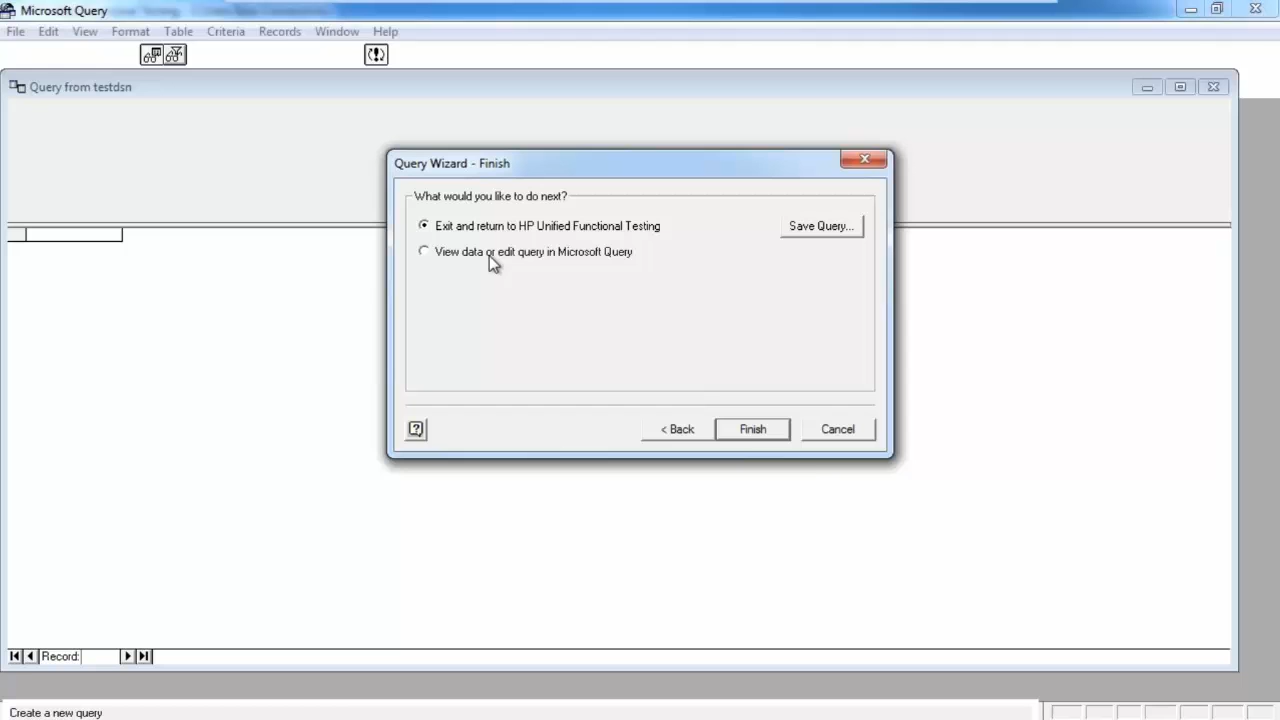 Microsoft Query
File Edit View Format Table Criteria Records Window Help
Query from testdsn
Query Wizard - Finish
What would you like to do next?
Exit and return to HP Unified Functional Testing
Save Query...
View data or edit query in Microsoft Query
< Back Finish Cancel
Record:
Create a new query